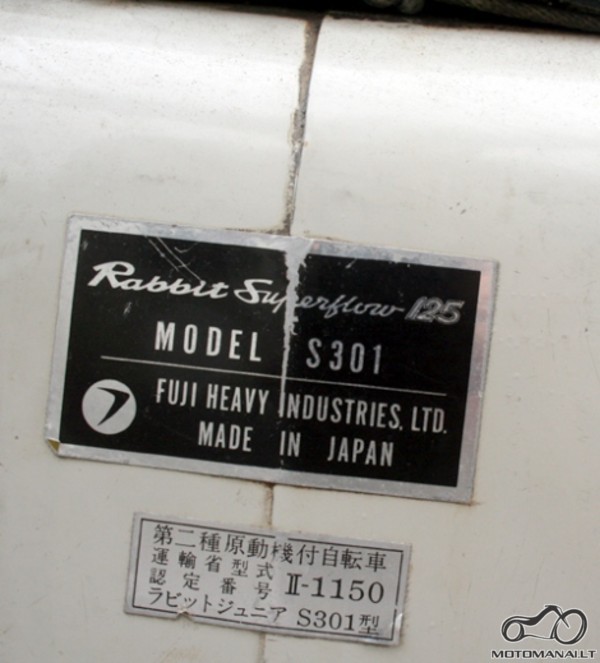 Rabbit Superflow 125
MODEL S301
FUJI HEAVY INDUSTRIES, LTD.
MADE IN JAPAN
第二種原動機付自転車
運輸省型式
認定番号 II-1150
ラビットジュニア S301型
MOTOMANAI.LT